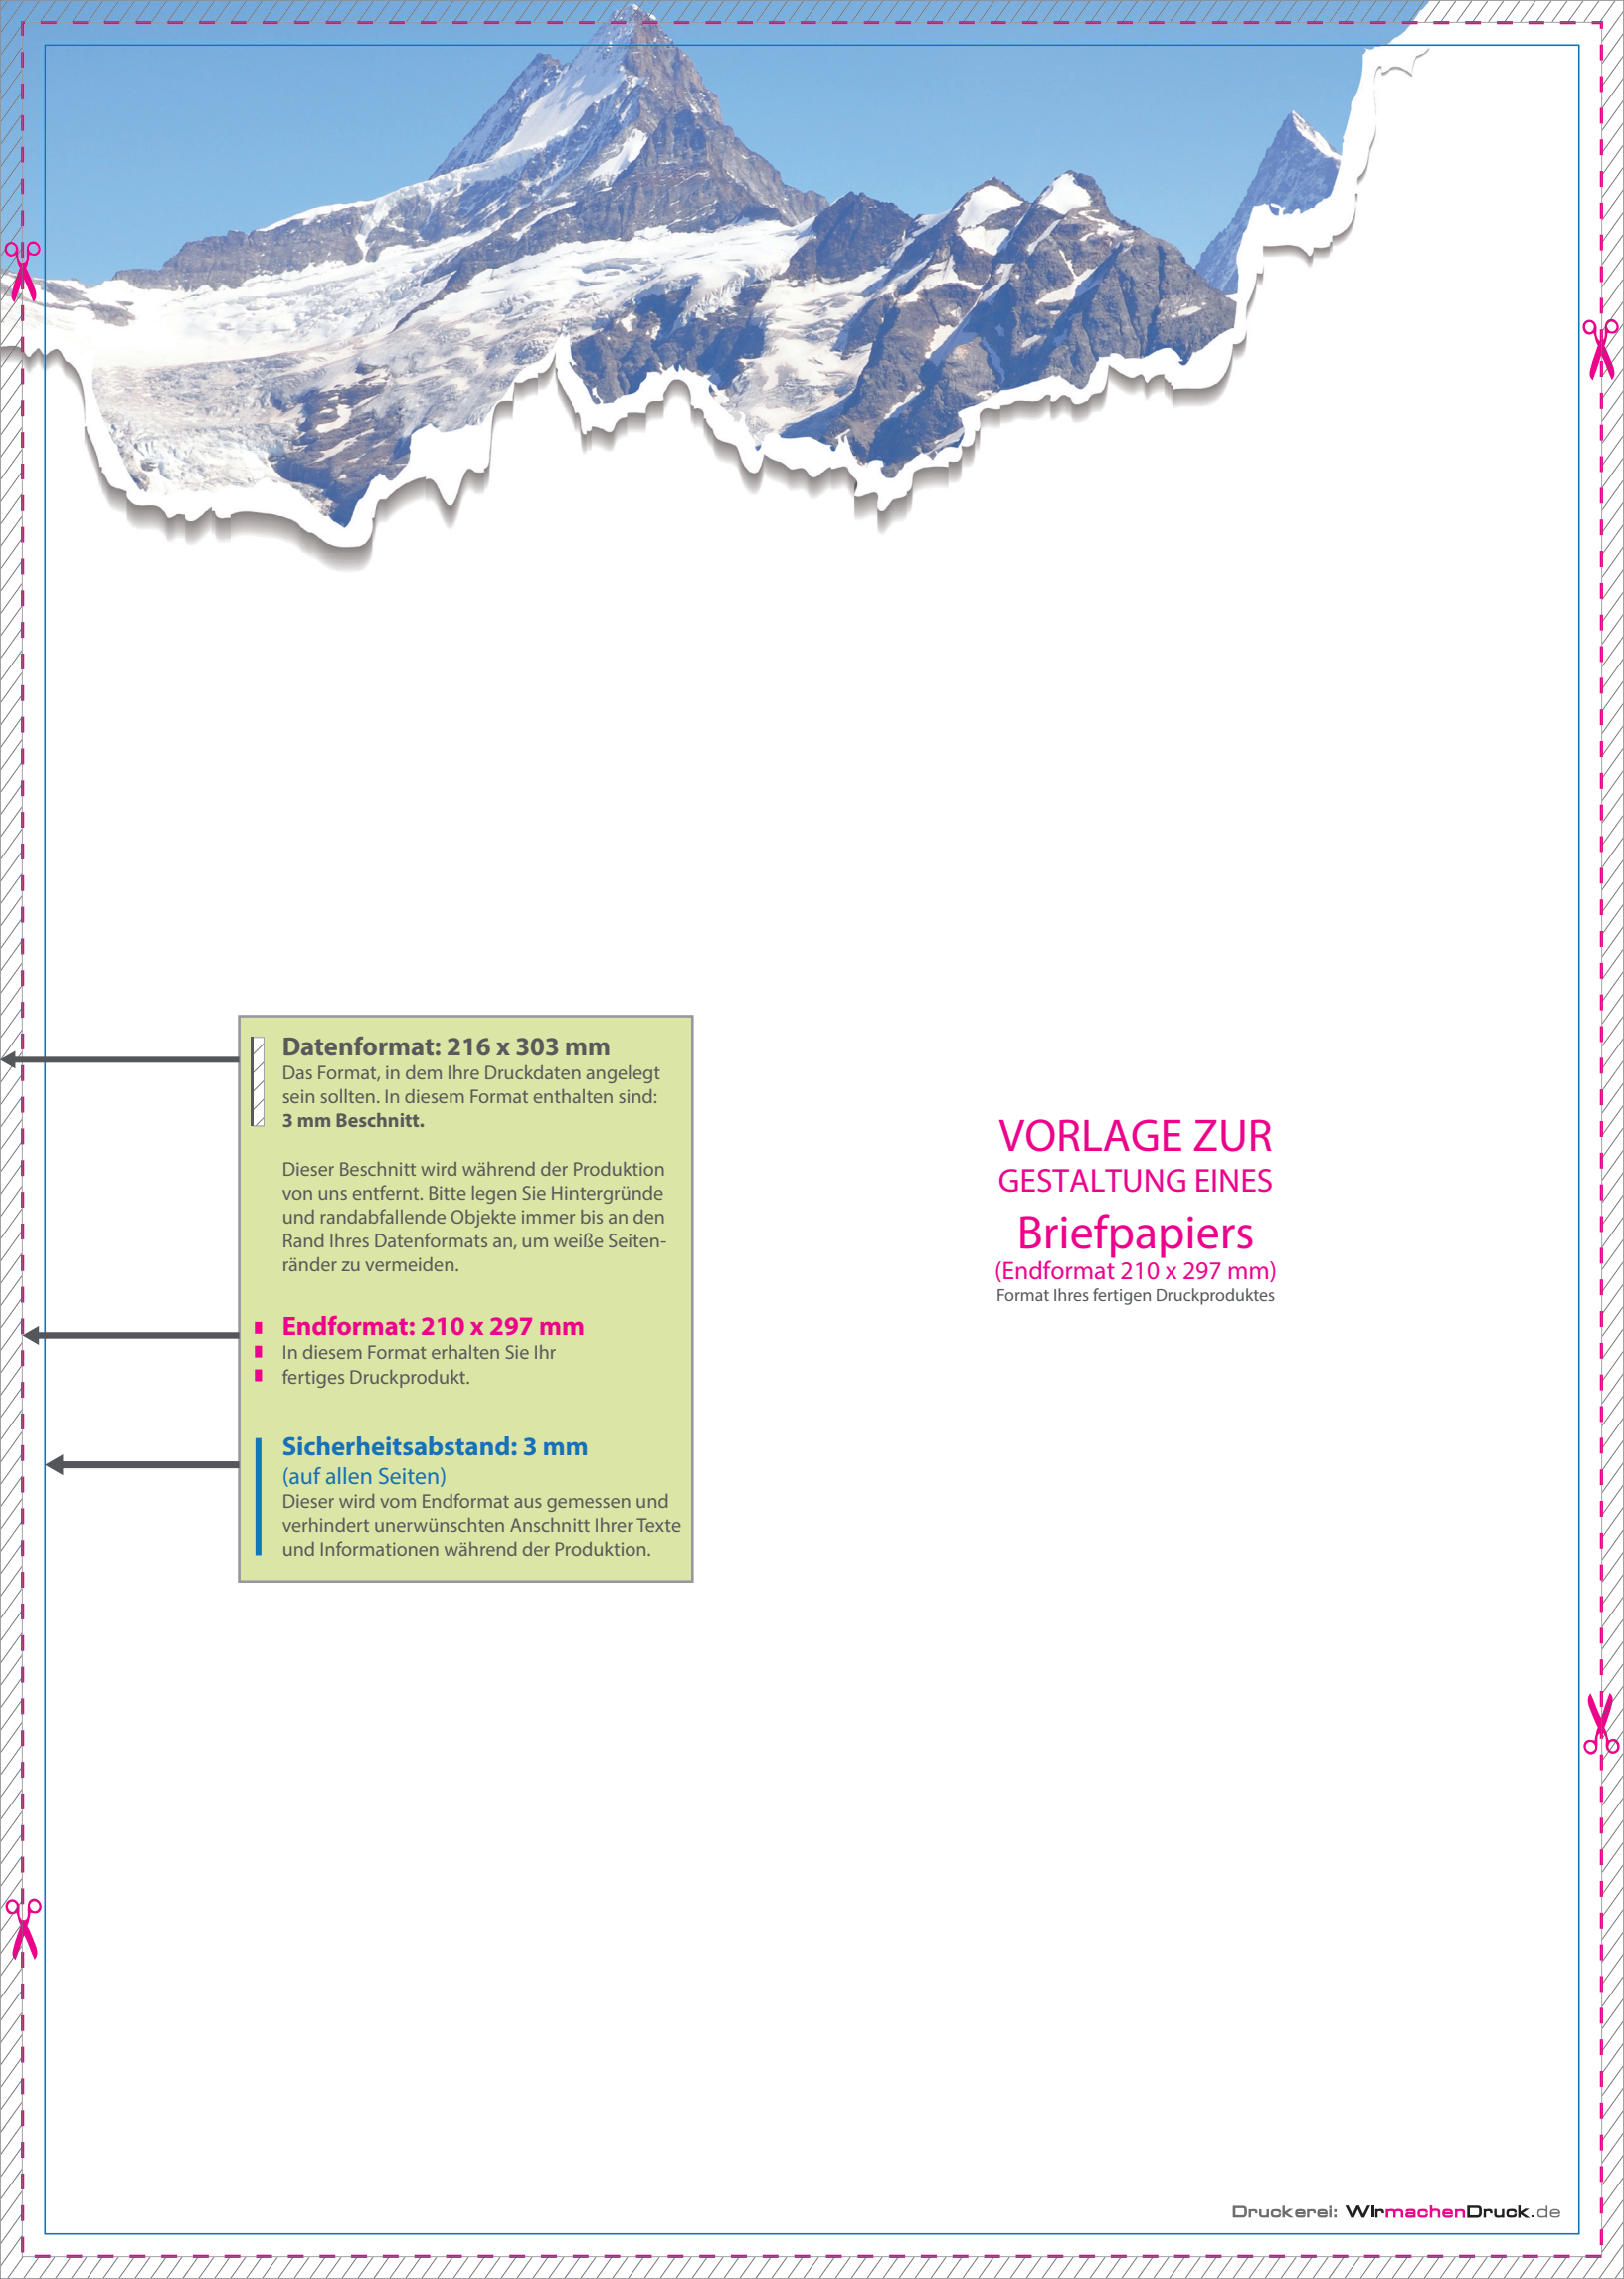 Datenformat: 216 x 303 mm
Das Format, in dem Ihre Druckdaten angelegt
sein sollten. In diesem Format enthalten sind:
3 mm Beschnitt.
Dieser Beschnitt wird während der Produktion
von uns entfernt. Bitte legen Sie Hintergründe
und randabfallende Objekte immer bis an den
Rand Ihres Datenformats an, um weiße Seiten-
ränder zu vermeiden.
Endformat: 210 x 297 mm
In diesem Format erhalten Sie Ihr
fertiges Druckprodukt.
Sicherheitsabstand: 3 mm
(auf allen Seiten)
Dieser wird vom Endformat aus gemessen und
verhindert unerwünschten Anschnitt Ihrer Texte
und Informationen während der Produktion.
VORLAGE ZUR
GESTALTUNG EINES
Briefpapiers
(Endformat 210 x 297 mm)
Format Ihres fertigen Druckproduktes
Druckerei: WIrmachenDruck.de